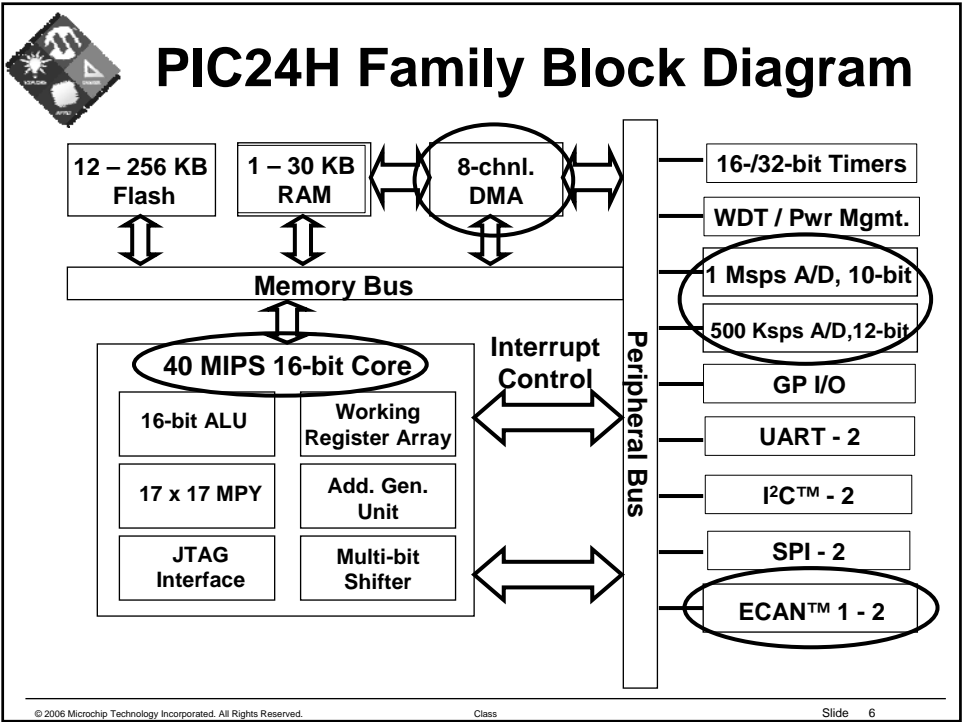 PIC24H Family Block Diagram
12 – 256 KB
Flash
1 – 30 KB
RAM
8-chnl.
DMA
Memory Bus
40 MIPS 16-bit Core
16-bit ALU
Working
Register Array
17 x 17 MPY
Add. Gen.
Unit
JTAG
Interface
Multi-bit
Shifter
Interrupt
Control
Peripheral Bus
16-/32-bit Timers
WDT / Pwr Mgmt.
1 Msps A/D, 10-bit
500 Ksps A/D,12-bit
GP I/O
UART - 2
I²C™ - 2
SPI - 2
ECAN™ 1 - 2
© 2006 Microchip Technology Incorporated. All Rights Reserved. Class Slide 6